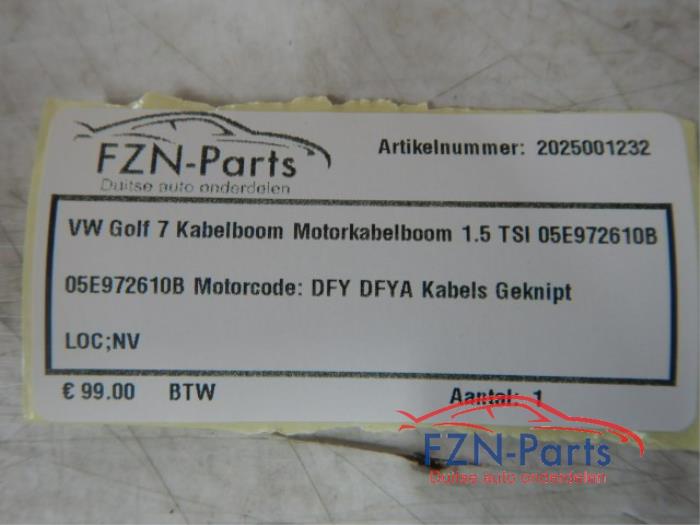 FZN-Parts
Duitse auto onderdelen
Artikelnummer: 2025001232
VW Golf 7 Kabelboom Motorkabelboom 1.5 TSI 05E972610B
05E972610B Motorcode: DFY DFYA Kabels Geknipt
LOC;NV
€ 99.00 BTW Aantal: 1
FZN-Parts
Duitse auto onderdelen